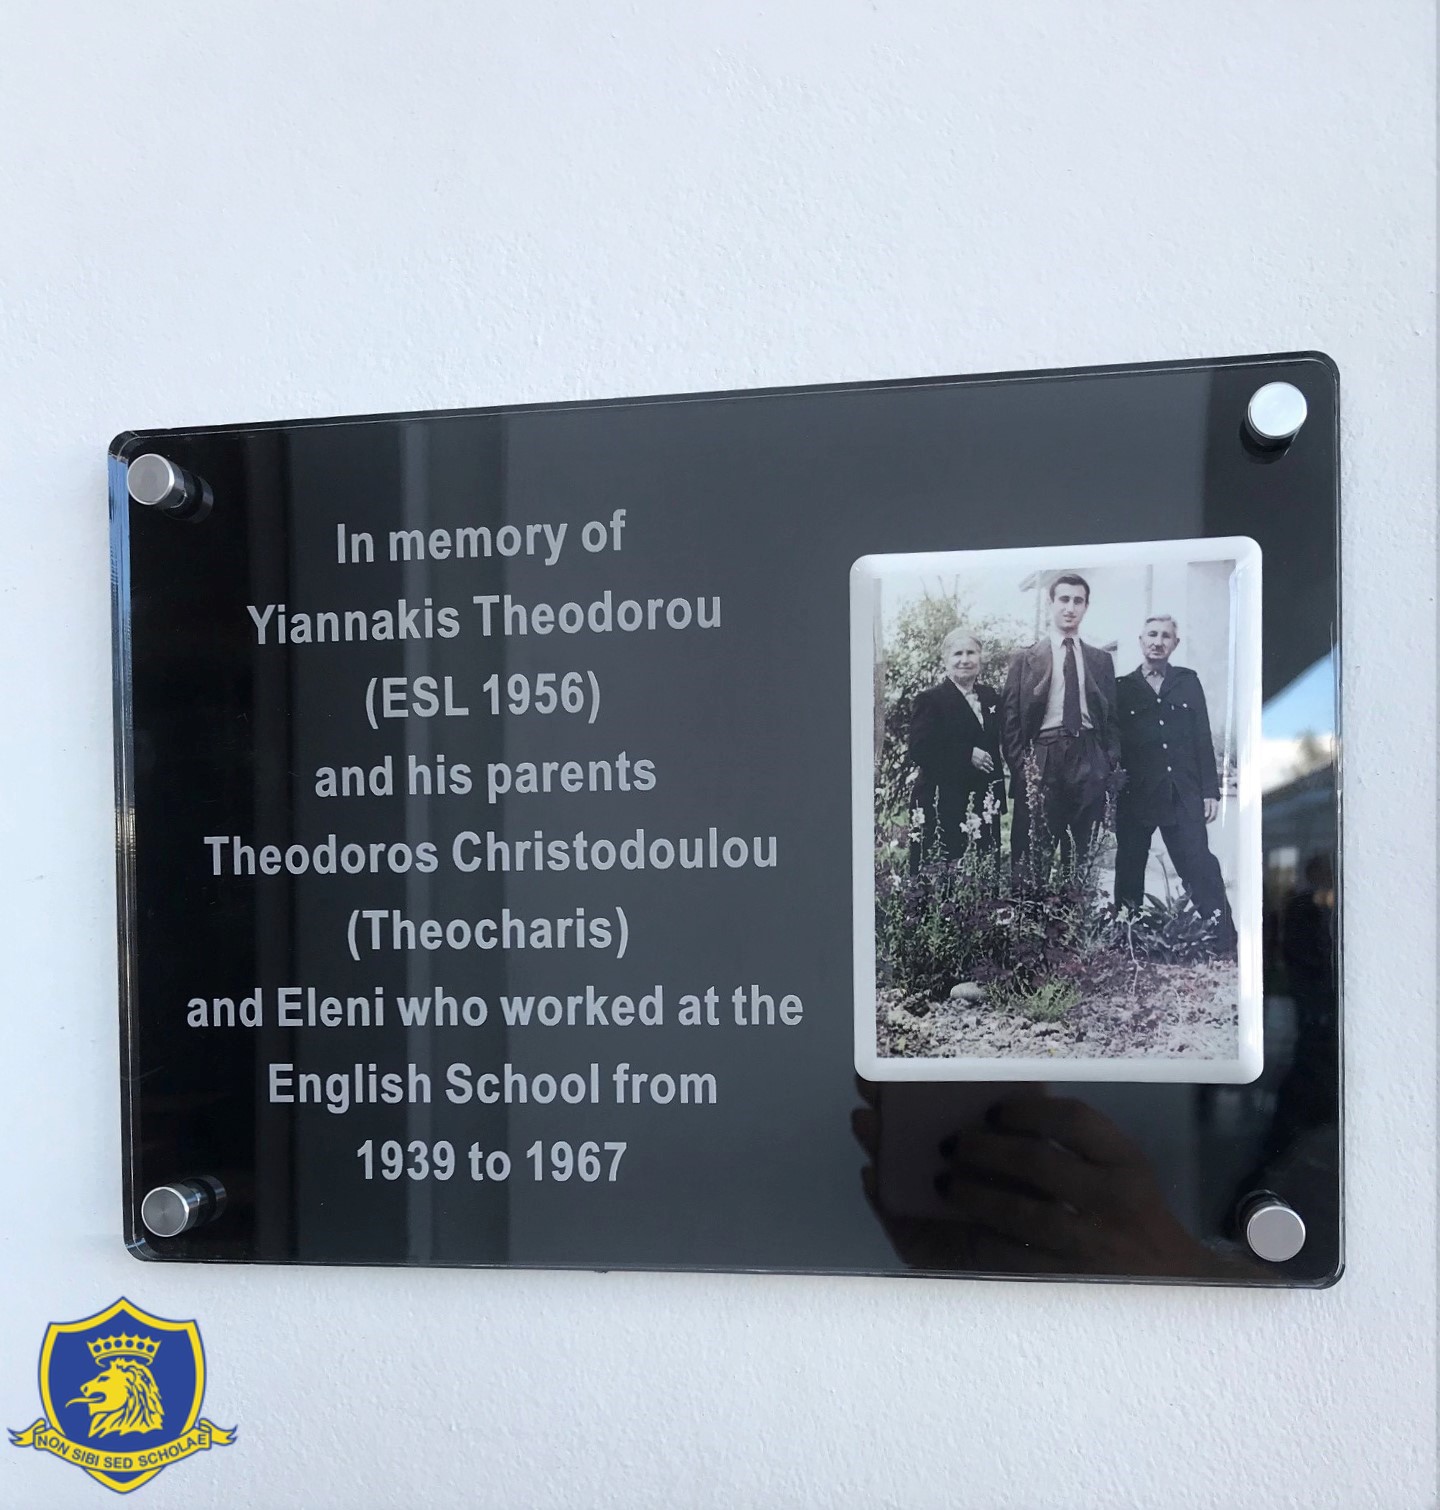 In memory of
Yiannakis Theodorou
(ESL 1956)
and his parents
Theodoros Christodoulou
(Theocharis)
and Eleni who worked at the
English School from
1939 to 1967
NON SIBI SED SCHOLAE